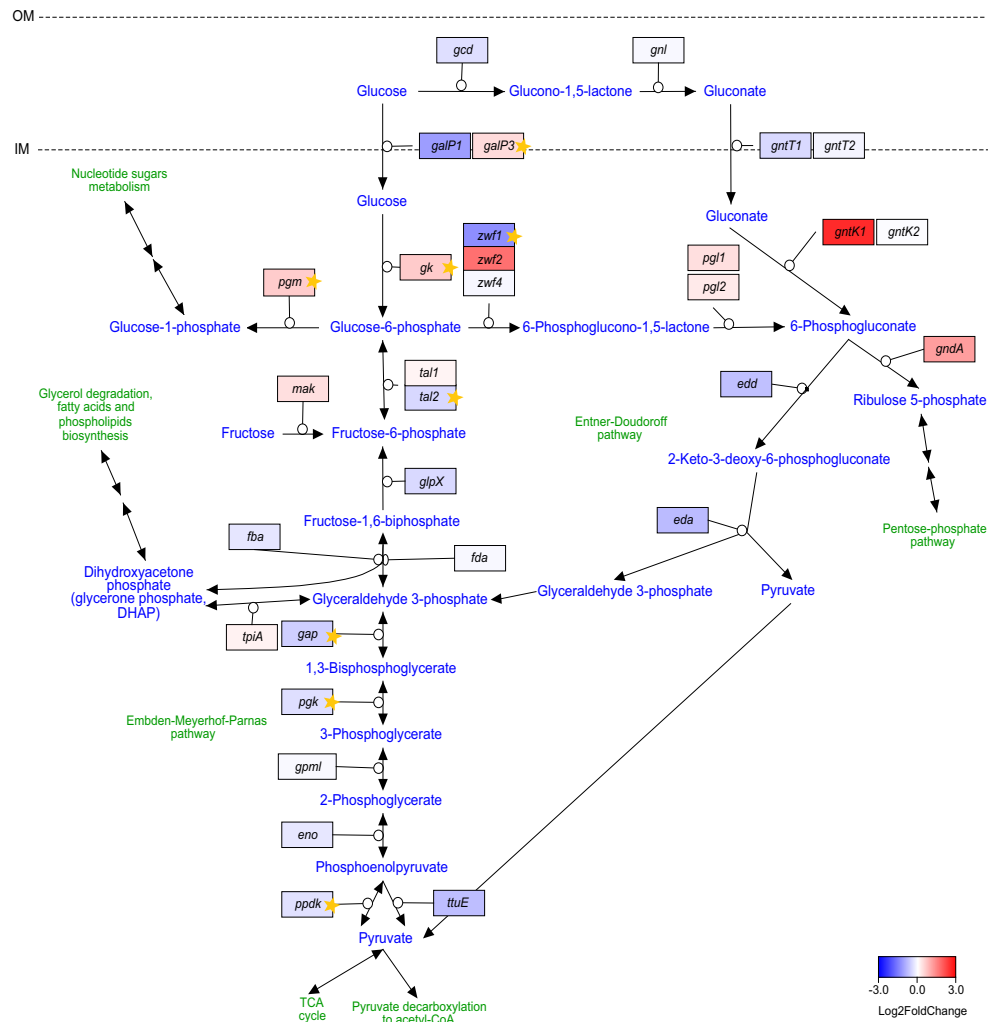 OM
gcd
gnl
Glucose
Glucono-1,5-lactone
Gluconate
IM
galP1
galP3
gntT1
gntT2
Nucleotide sugars
metabolism
Glucose
Gluconate
zwf1
zwf2
zwf4
gntK1
gntK2
pgl1
pgl2
pgm
gk
Glucose-1-phosphate
Glucose-6-phosphate
6-Phosphoglucono-1,5-lactone
6-Phosphogluconate
gndA
tal1
tal2
mak
edd
Glycerol degradation,
fatty acids and
phospholipids
biosynthesis
Ribulose 5-phosphate
Entner-Doudoroff
pathway
Fructose
Fructose-6-phosphate
2-Keto-3-deoxy-6-phosphogluconate
glpX
Fructose-1,6-biphosphate
eda
Pentose-phosphate
pathway
fba
fda
Dihydroxyacetone
phosphate
(glycerone phosphate,
DHAP)
Glyceraldehyde 3-phosphate
Glyceraldehyde 3-phosphate
Pyruvate
tpiA
gap
1,3-Bisphosphoglycerate
pgk
Embden-Meyerhof-Parnas
pathway
3-Phosphoglycerate
gpmI
2-Phosphoglycerate
eno
Phosphoenolpyruvate
ppdk
ttuE
Pyruvate
TCA
cycle
Pyruvate decarboxylation
to acetyl-CoA
-3.0
0.0
3.0
Log2FoldChange